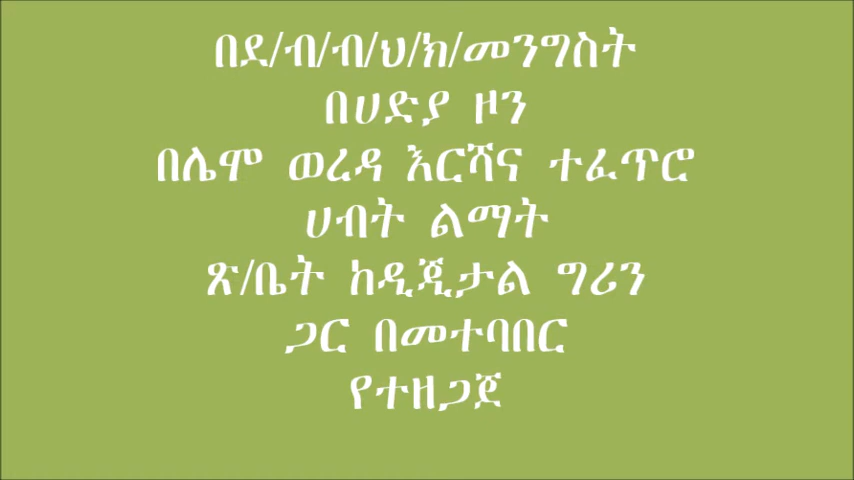 በደ/ብ/ብ/ህ/ክ/መንግስት
በሀድያ ዞን
በሌሞ ወረዳ እርሻና ተፈጥሮ
ሀብት ልማት
ጽ/ቤት ከዲጂታል ግሪን
ጋር በመተባበር
የተዘጋጀ